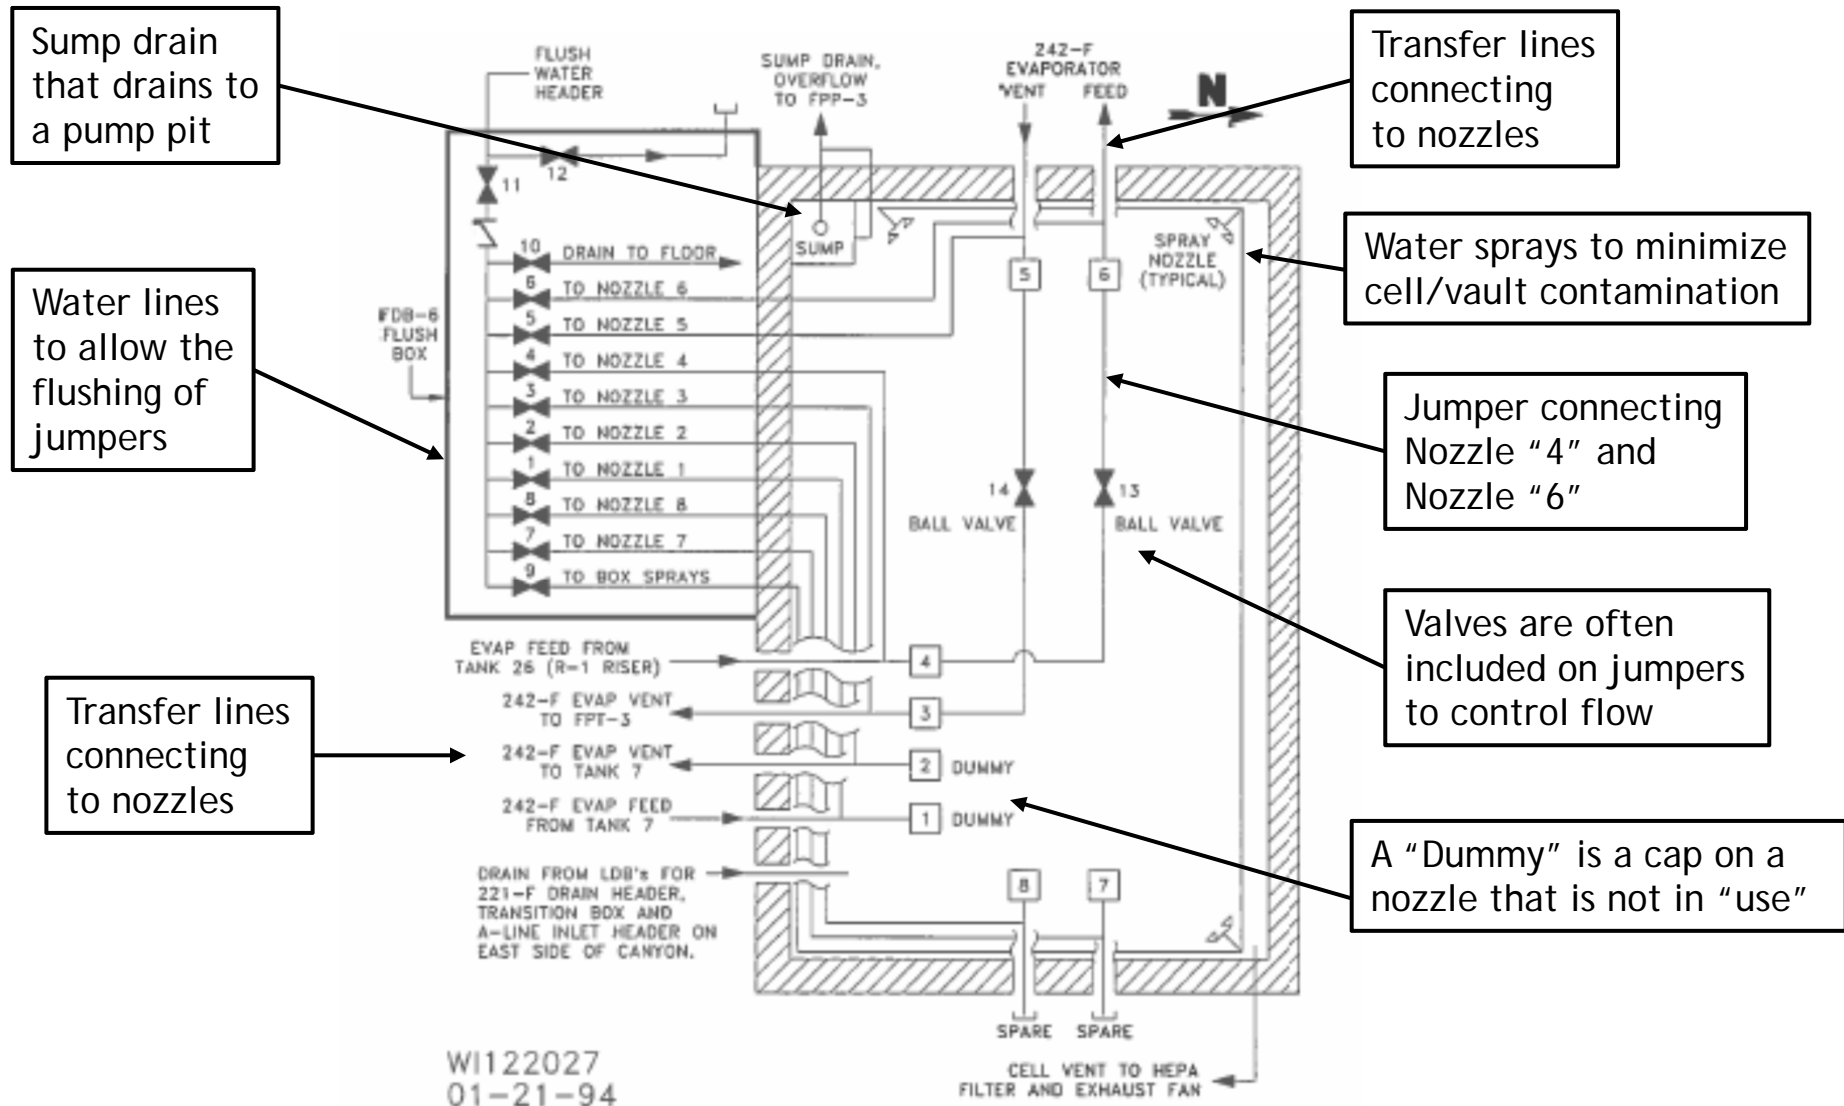 Sump drain
that drains to
a pump pit
FLUSH
WATER
HEADER
SUMP DRAIN,
OVERFLOW
TO FPP-3
242-F
EVAPORATOR
VENT
FEED
N
Transfer lines
connecting
to nozzles
12
11
SUMP
SPRAY
NOZZLE
(TYPICAL)
Water sprays to minimize
cell/vault contamination
10
DRAIN TO FLOOR
6
TO NOZZLE 6
5
TO NOZZLE 5
4
TO NOZZLE 4
3
TO NOZZLE 3
2
TO NOZZLE 2
1
TO NOZZLE 1
8
TO NOZZLE 8
7
TO NOZZLE 7
9
TO BOX SPRAYS
5
6
Water lines
to allow the
flushing of
jumpers
FDB-6
FLUSH
BOX
Jumper connecting
Nozzle “4” and
Nozzle “6”
14
BALL VALVE
13
BALL VALVE
Valves are often
included on jumpers
to control flow
EVAP FEED FROM
TANK 26 (R-1 RISER)
4
242-F EVAP VENT
TO FPT-3
3
242-F EVAP VENT
TO TANK 7
2 DUMMY
242-F EVAP FEED
FROM TANK 7
1 DUMMY
Transfer lines
connecting
to nozzles
DRAIN FROM LDB's FOR
221-F DRAIN HEADER,
TRANSITION BOX AND
A-LINE INLET HEADER ON
EAST SIDE OF CANYON.
8
7
A “Dummy” is a cap on a
nozzle that is not in “use”
SPARE
SPARE
CELL VENT TO HEPA
FILTER AND EXHAUST FAN
WI122027
01-21-94